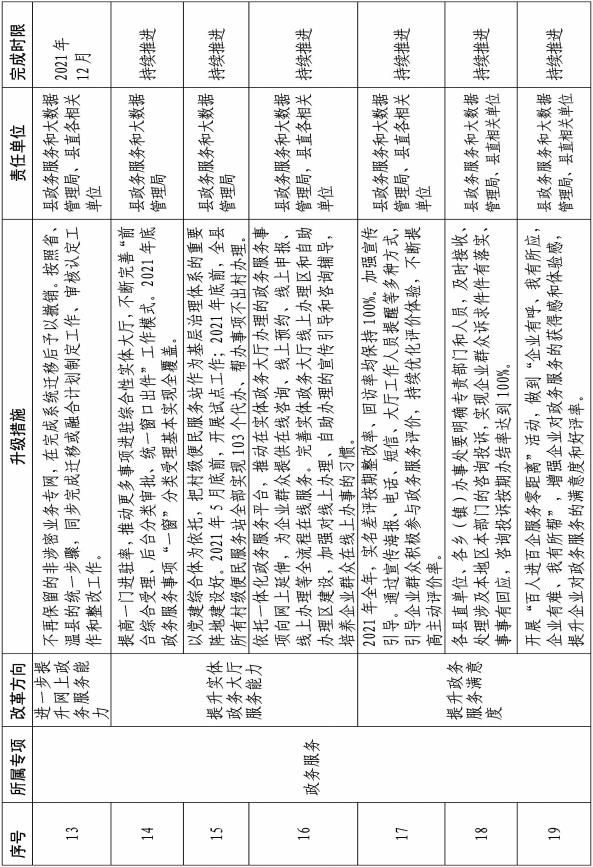 序号
所属专项
改革方向
升级措施
责任单位
完成时限
13
政务服务
进一步提
升网上政
务服务能
力
不再保留的非涉密业务专网，在完成系统迁移后予以撤销。按照省、
温县的统一步骤，同步完成迁移或融合计划制定工作、审核认定工
作和整改工作。
县政务服务和大数据
管理局、县直各相关
单位
2021年
12月
14
提升实体
政务大厅
服务能力
提高一门进驻率，推动更多事项进驻综合性实体大厅，不断完善“前
台综合受理、后台分类审批、统一窗口出件”工作模式。2021年底
政务服务事项“一窗”分类受理基本实现全覆盖。
县政务服务和大数据
管理局
持续推进
15
以党建综合体为依托，把村级便民服务站作为基层治理体系的重要
阵地建设好。2021年5月底前，开展试点工作；2021年底前，全县
所有村级便民服务站全部实现103个代办、帮办事项不出村办理。
县政务服务和大数据
管理局
持续推进
16
依托一体化政务服务平台，推动在实体政务大厅办理的政务服务事
项向网上延伸，为企业群众提供在线咨询、线上预约、线上申报、
线上办理等全流程在线服务。完善实体政务大厅线上办理区和自助
办理区建设，加强对线上办理、自助办理的宣传引导和咨询辅导，
培养企业群众在线上办事的习惯。
县政务服务和大数据
管理局，县直各相关
单位
持续推进
17
提升政务
服务满意
度
2021年全年，实名差评按期整改率、回访率均保持100%。加强宣传
引导。通过宣传海报、电话、短信、大厅工作人员提醒等多种方式，
引导企业群众积极参与政务服务评价，持续优化评价体验，不断提
高主动评价率。
县政务服务和大数据
管理局、县直各相关
单位
持续推进
18
各县直单位、各乡（镇）办事处要明确专责部门和人员，及时接收、
处理涉及本地区本部门的咨询投诉，实现企业群众诉求件件有落实、
事事有回应，咨询投诉按期办结率达到100%。
县政务服务和大数据
管理局、县直相关单位
持续推进
19
开展“百人进百企服务零距离”活动，做到“企业有呼、我有所应，
企业有难、我有所帮”，增强企业对政务服务的获得感和体验感，
提升企业对政务服务的满意度和好评率。
县政务服务和大数据
管理局、县直相关单位
持续推进